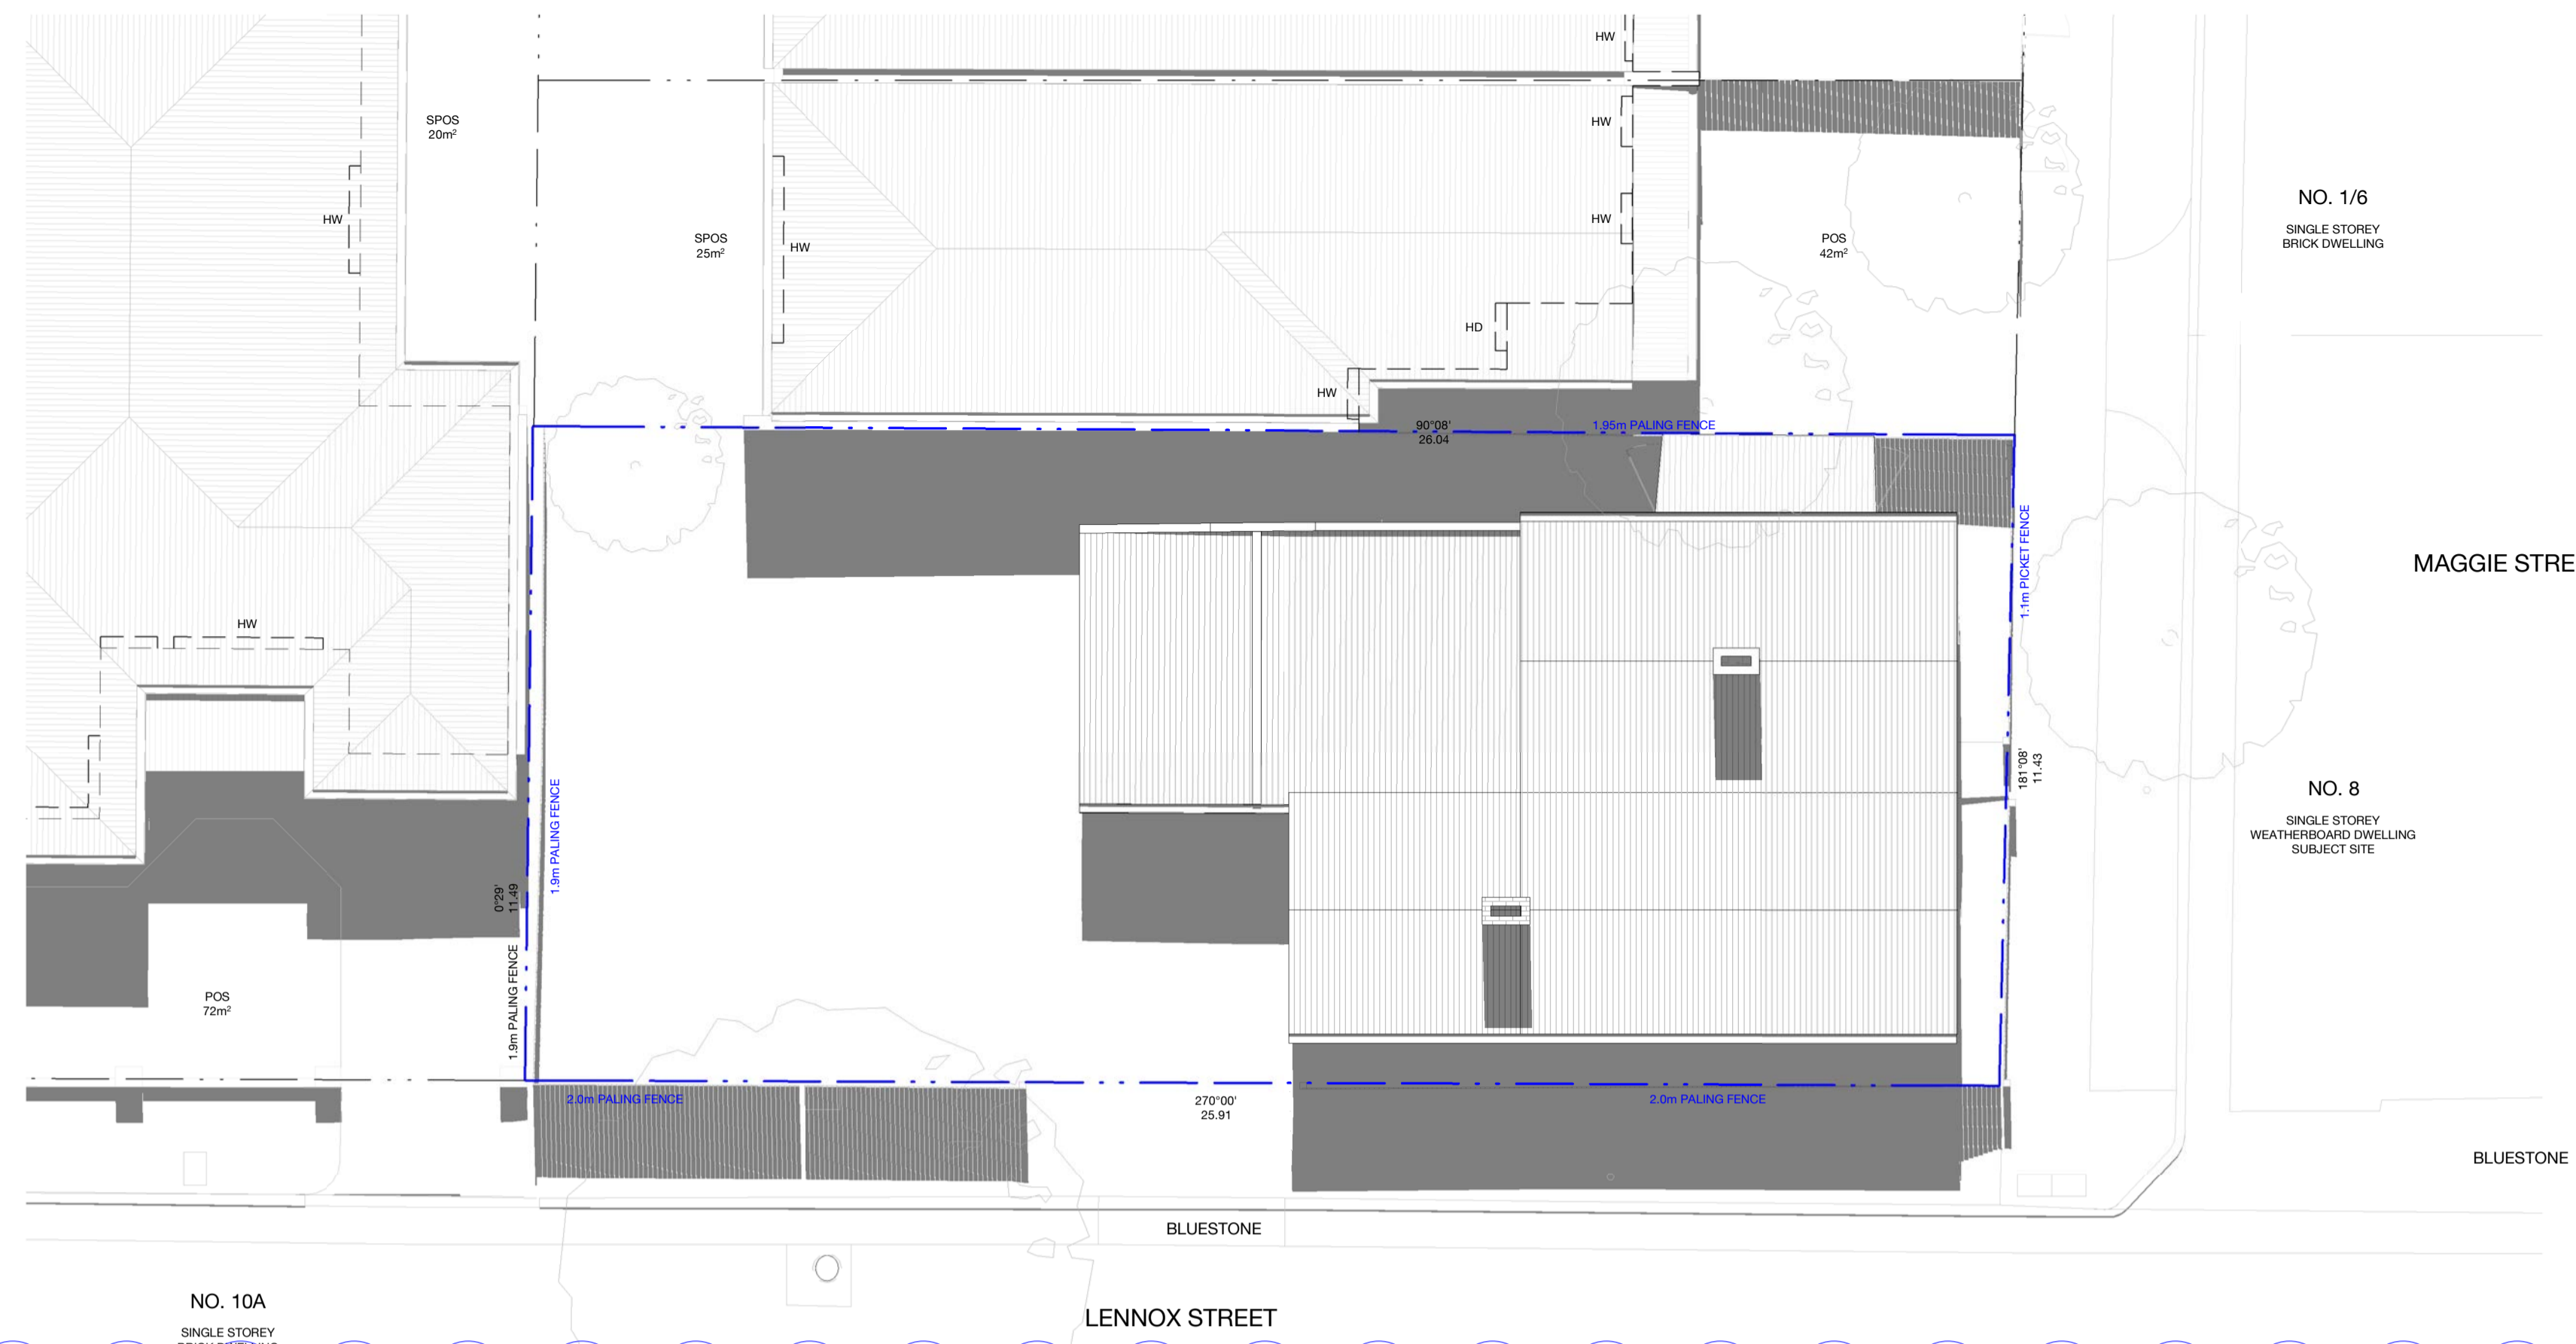 HW
SPOS
20m²
HW
HW
SPOS
25m²
HW
HW
POS
42m²
NO. 1/6
SINGLE STOREY
BRICK DWELLING
HD
HW
90°08'
26.04
1.95m PALING FENCE
1.1m PICKET FENCE
MAGGIE STRE
HW
181°08'
11.43
NO. 8
SINGLE STOREY
WEATHERBOARD DWELLING
SUBJECT SITE
1.9m PALING FENCE
0°29'
11.49
1.9m PALING FENCE
POS
72m²
2.0m PALING FENCE
270°00'
25.91
2.0m PALING FENCE
BLUESTONE
BLUESTONE
NO. 10A
SINGLE STOREY
LENNOX STREET